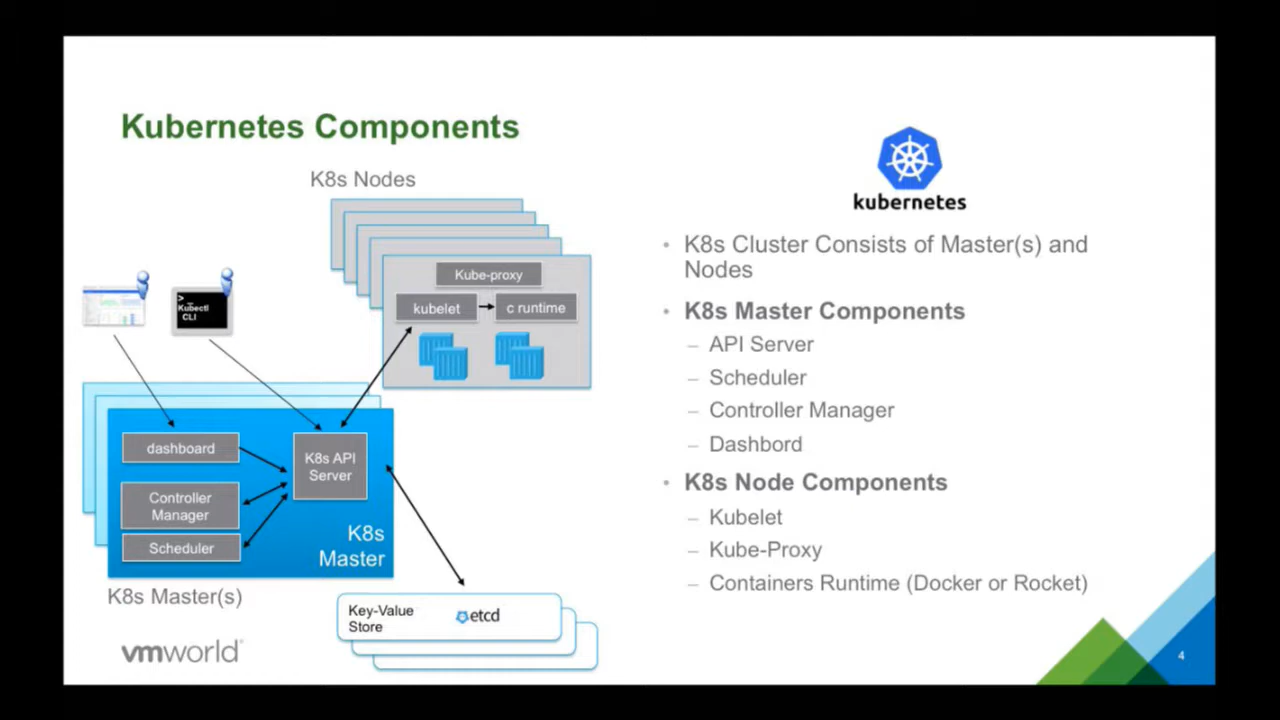 Kubernetes Components
K8s Nodes
Kube-proxy
kubelet
c runtime
>_
Kubectl
CLI
dashboard
K8s API
Server
Controller
Manager
Scheduler
K8s
Master
K8s Master(s)
Key-Value
Store
etcd
vmworld
kubernetes
• K8s Cluster Consists of Master(s) and
Nodes
• K8s Master Components
– API Server
– Scheduler
– Controller Manager
– Dashbord
• K8s Node Components
– Kubelet
– Kube-Proxy
– Containers Runtime (Docker or Rocket)
4